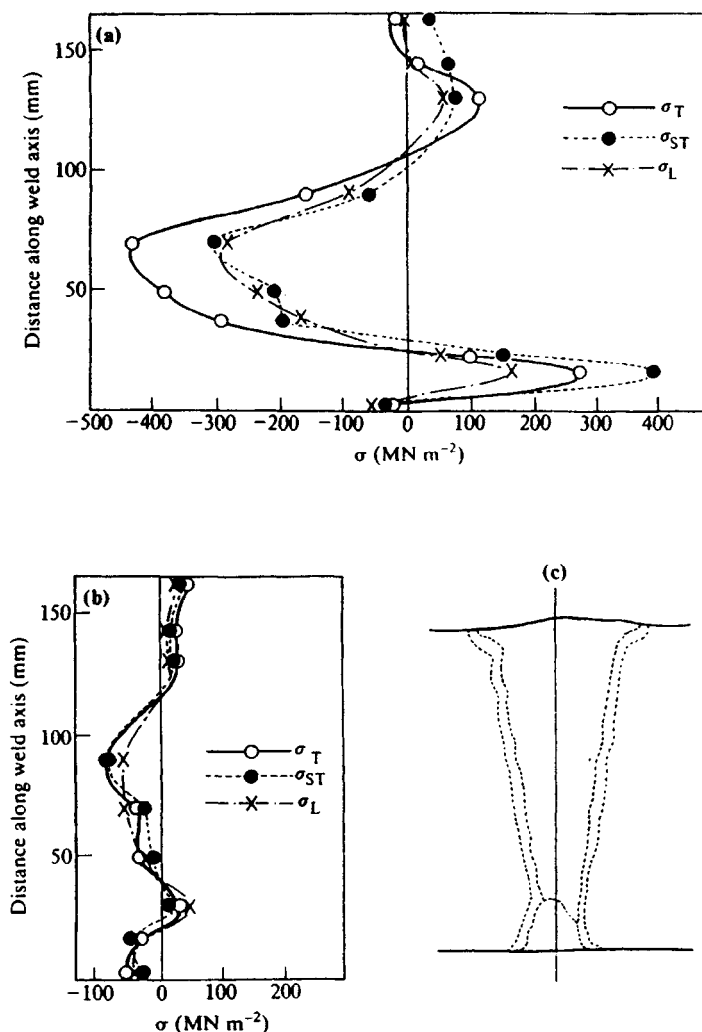 (a)
150
100
50
Distance along weld axis (mm)
σT
σST
σL
−500 −400 −300 −200 −100 0 100 200 300 400
σ (MN m⁻²)
(b)
150
100
50
Distance along weld axis (mm)
σT
σST
σL
−100 0 100 200
σ (MN m⁻²)
(c)